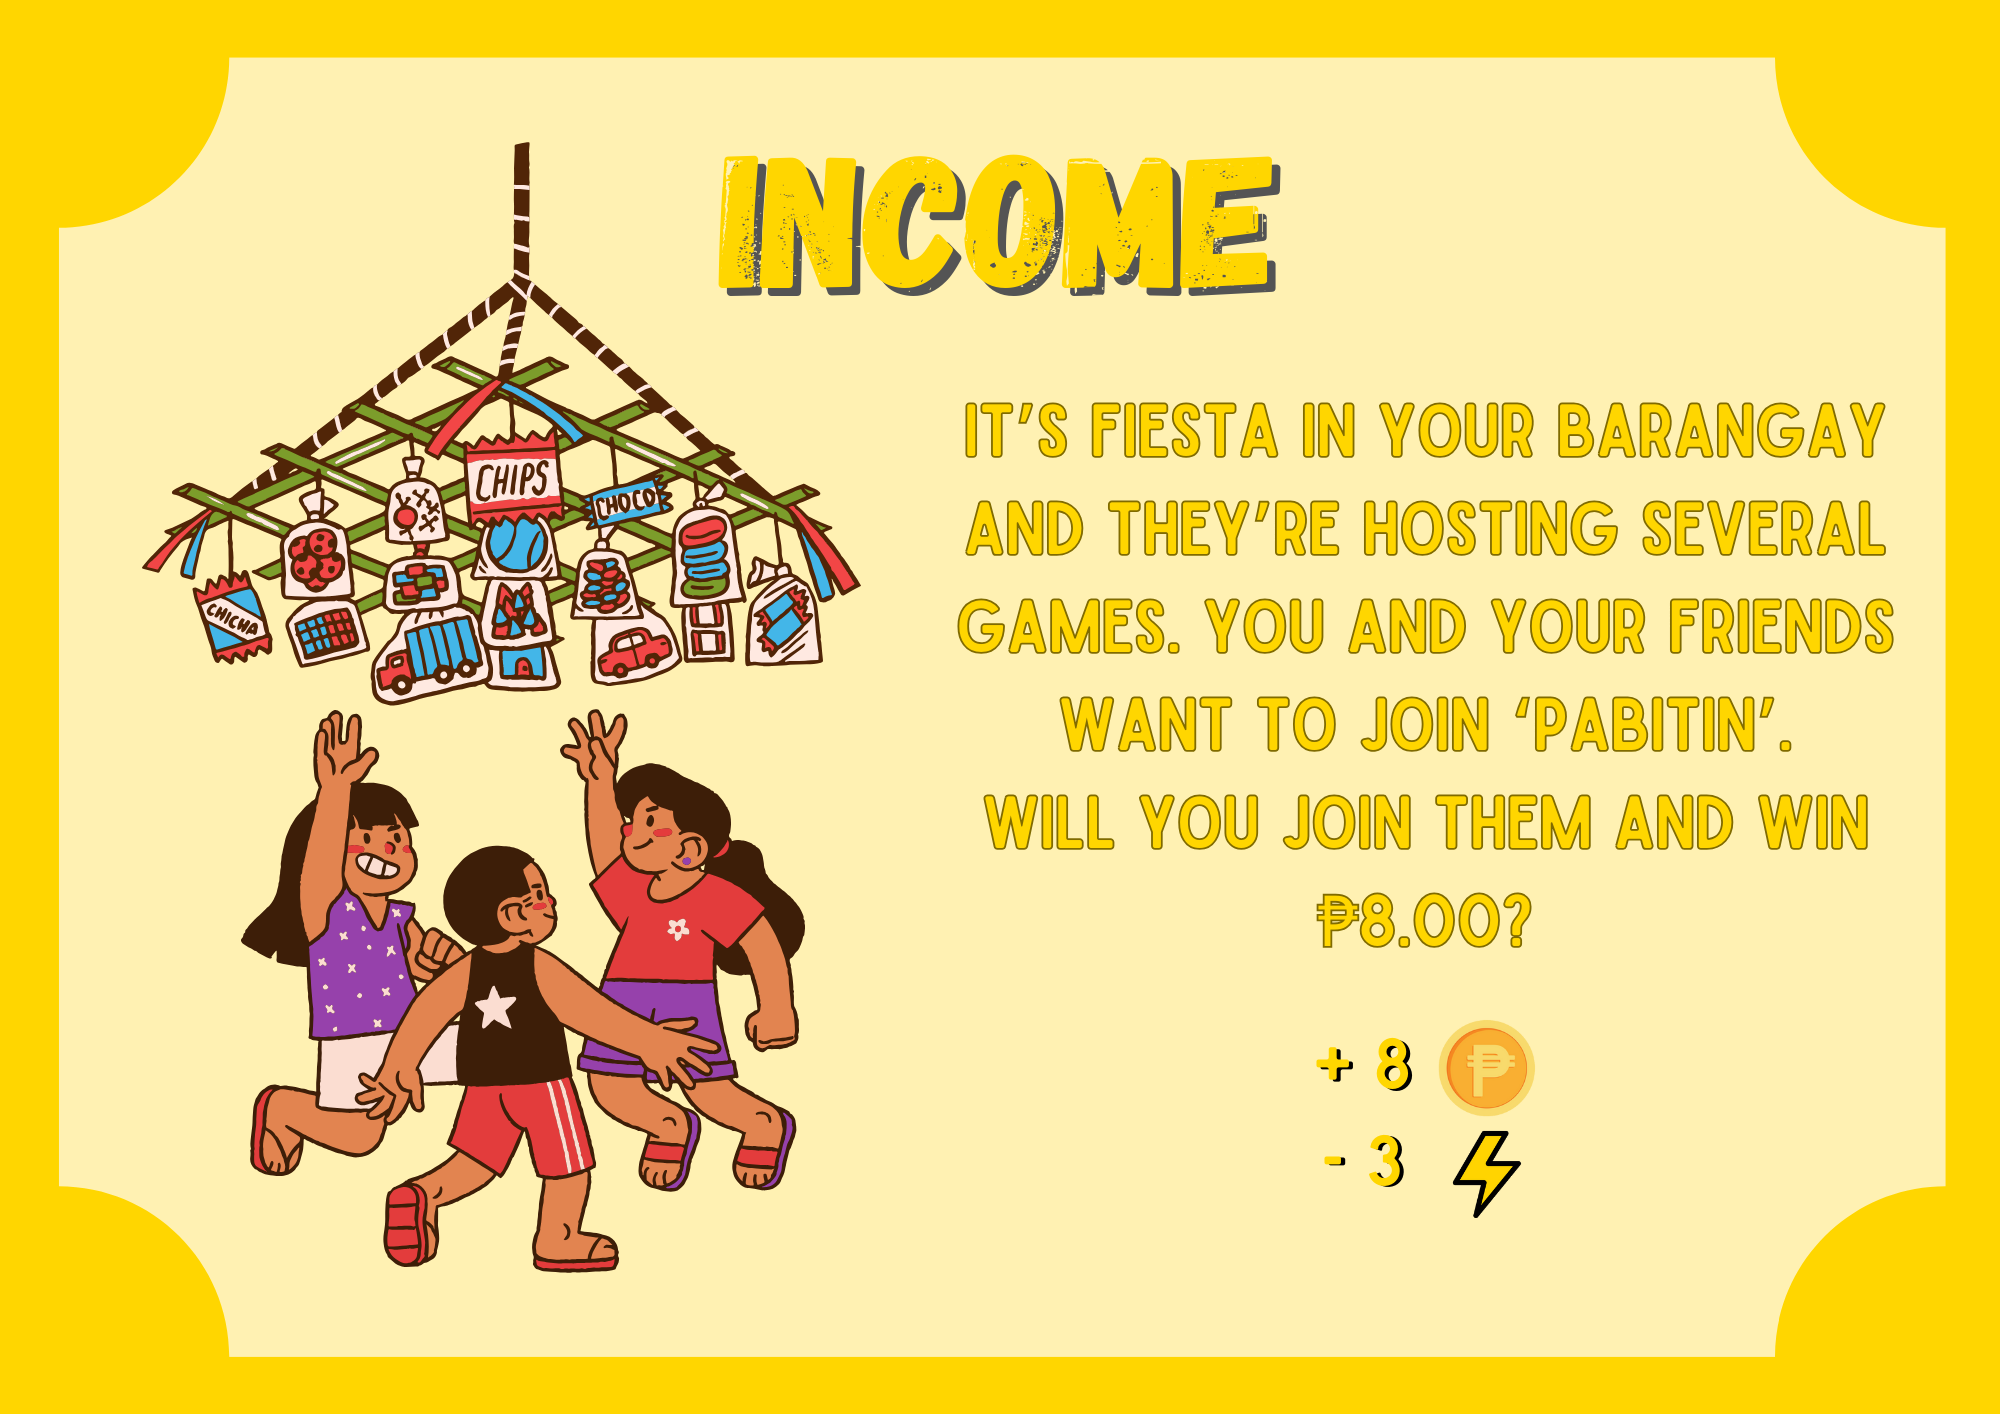 INCOME
CHIPS
CHOCO
CHICHA
IT'S FIESTA IN YOUR BARANGAY
AND THEY'RE HOSTING SEVERAL
GAMES. YOU AND YOUR FRIENDS
WANT TO JOIN ‘PABITIN’.
WILL YOU JOIN THEM AND WIN
₱8.00?
+ 8 ₱
- 3